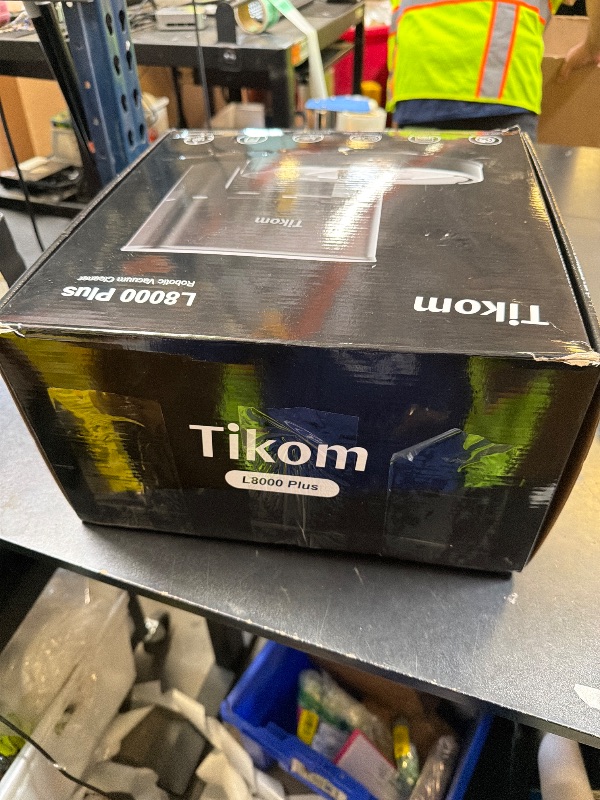 Tikom
L8000 Plus
Robotic Vacuum Cleaner
Tikom
Tikom
L8000 Plus